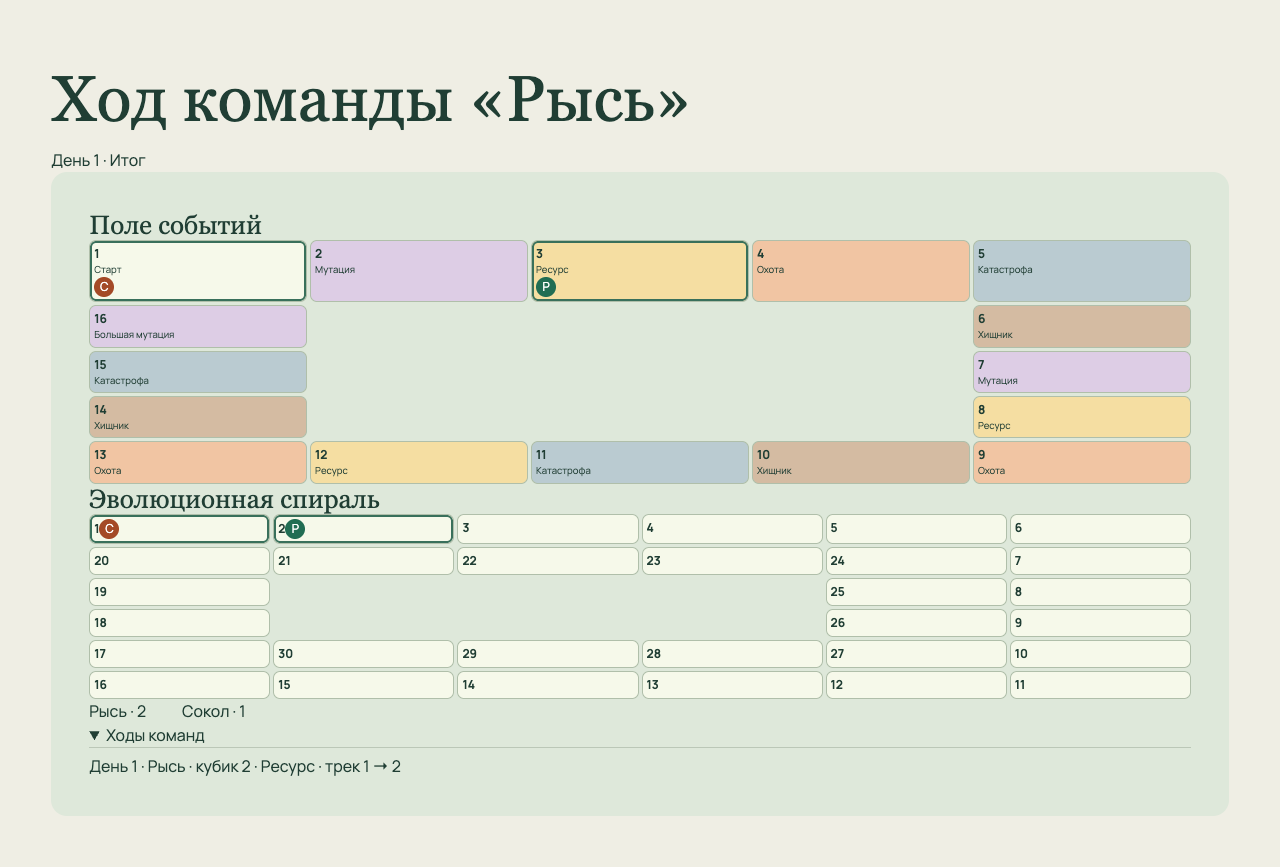 Ход команды «Рысь»
День 1 · Итог
Поле событий
1 2 3 4 5
Старт Мутация Ресурс Охота Катастрофа
С Р
16 6
Большая мутация Хищник
15 7
Катастрофа Мутация
14 8
Хищник Ресурс
13 12 11 10 9
Охота Ресурс Катастрофа Хищник Охота
Эволюционная спираль
1 С 2 Р 3 4 5 6
20 21 22 23 24 7
19 25 8
18 26 9
17 30 29 28 27 10
16 15 14 13 12 11
Рысь · 2 Сокол · 1
▼ Ходы команд
День 1 · Рысь · кубик 2 · Ресурс · трек 1 → 2